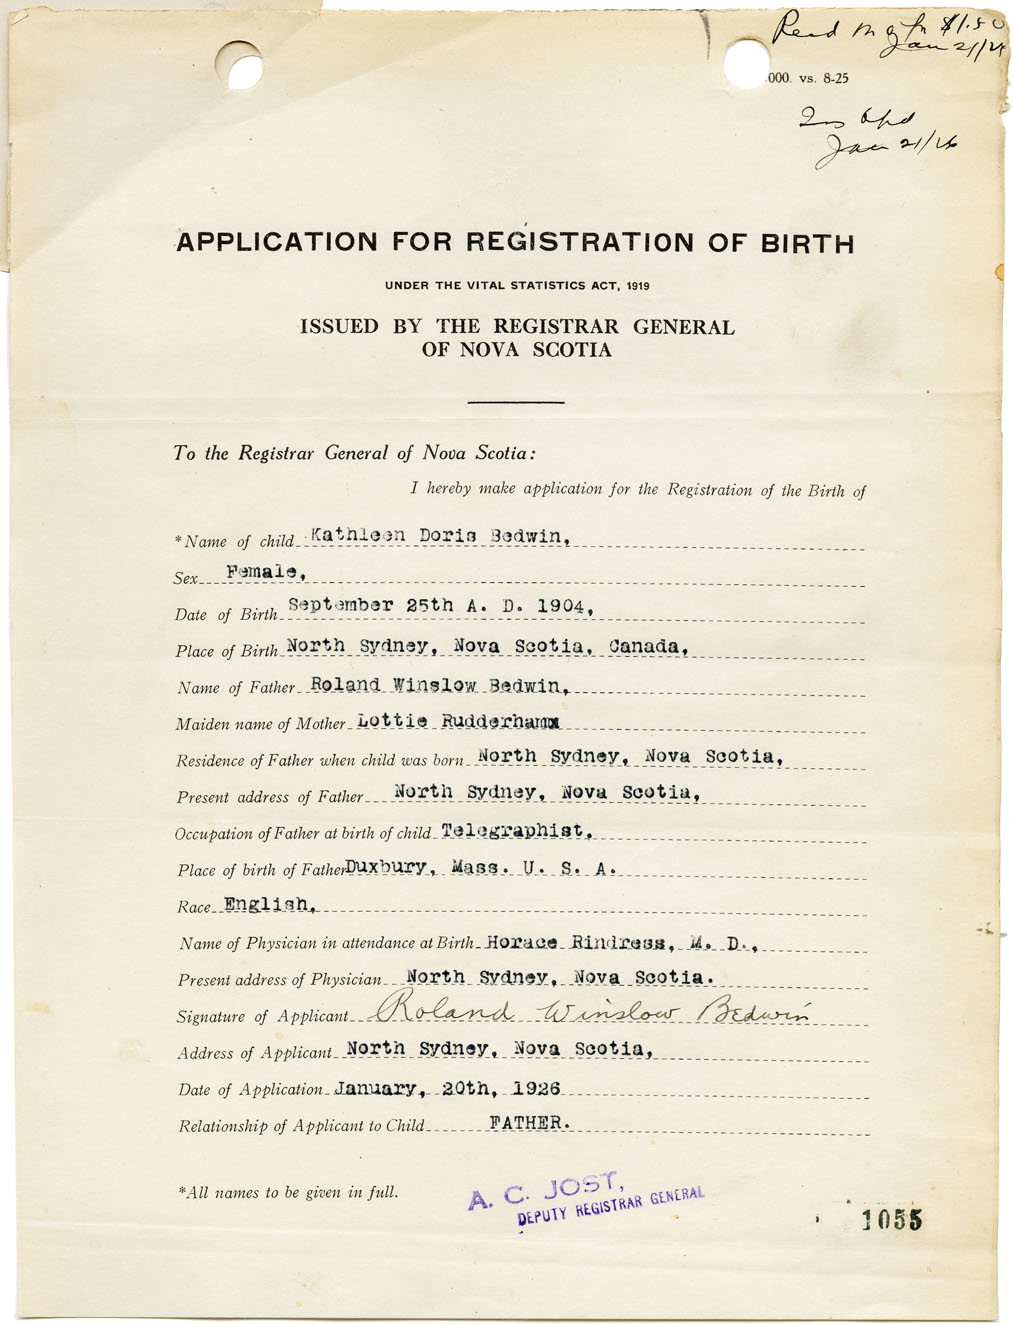 $1.50
Jan 21/26
000. vs. 8-25
Jan 21/26
APPLICATION FOR REGISTRATION OF BIRTH
UNDER THE VITAL STATISTICS ACT, 1919
ISSUED BY THE REGISTRAR GENERAL
OF NOVA SCOTIA
To the Registrar General of Nova Scotia:
I hereby make application for the Registration of the Birth of
*Name of child Kathleen Doris Bedwin,
Sex Female,
Date of Birth September 25th A. D. 1904,
Place of Birth North Sydney, Nova Scotia, Canada,
Name of Father Roland Winslow Bedwin,
Maiden name of Mother Lottie Rudderham
Residence of Father when child was born North Sydney, Nova Scotia,
Present address of Father North Sydney, Nova Scotia,
Occupation of Father at birth of child Telegraphist.
Place of birth of Father Duxbury, Mass. U. S. A.
Race English,
Name of Physician in attendance at Birth Horace Rindress, M. D.,
Present address of Physician North Sydney, Nova Scotia.
Signature of Applicant Roland Winslow Bedwin
Address of Applicant North Sydney, Nova Scotia,
Date of Application January, 20th, 1926
Relationship of Applicant to Child FATHER.
*All names to be given in full.
A. C. JOST,
DEPUTY REGISTRAR GENERAL
1055